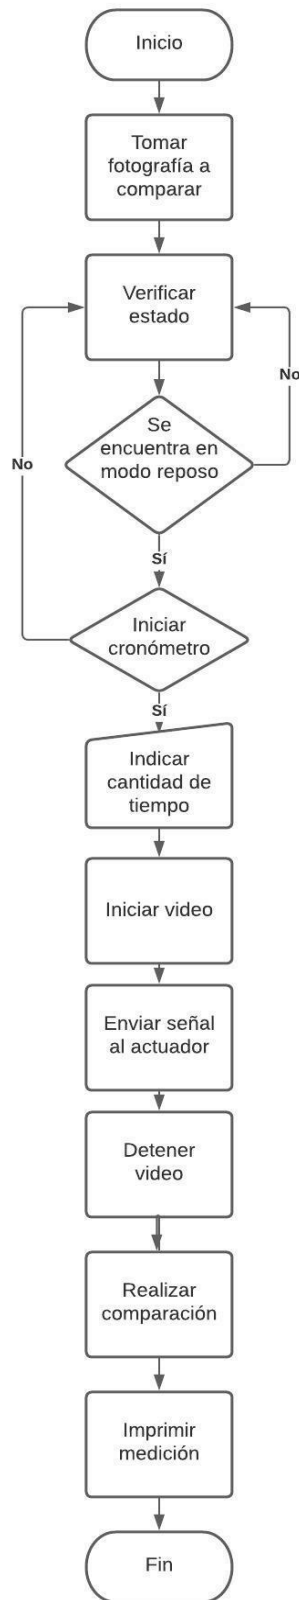 Inicio
Tomar
fotografía a
comparar
Verificar
estado
No
Se
encuentra en
modo reposo
No
Sí
Iniciar
cronómetro
Sí
Indicar
cantidad de
tiempo
Iniciar video
Enviar señal
al actuador
Detener
video
Realizar
comparación
Imprimir
medición
Fin